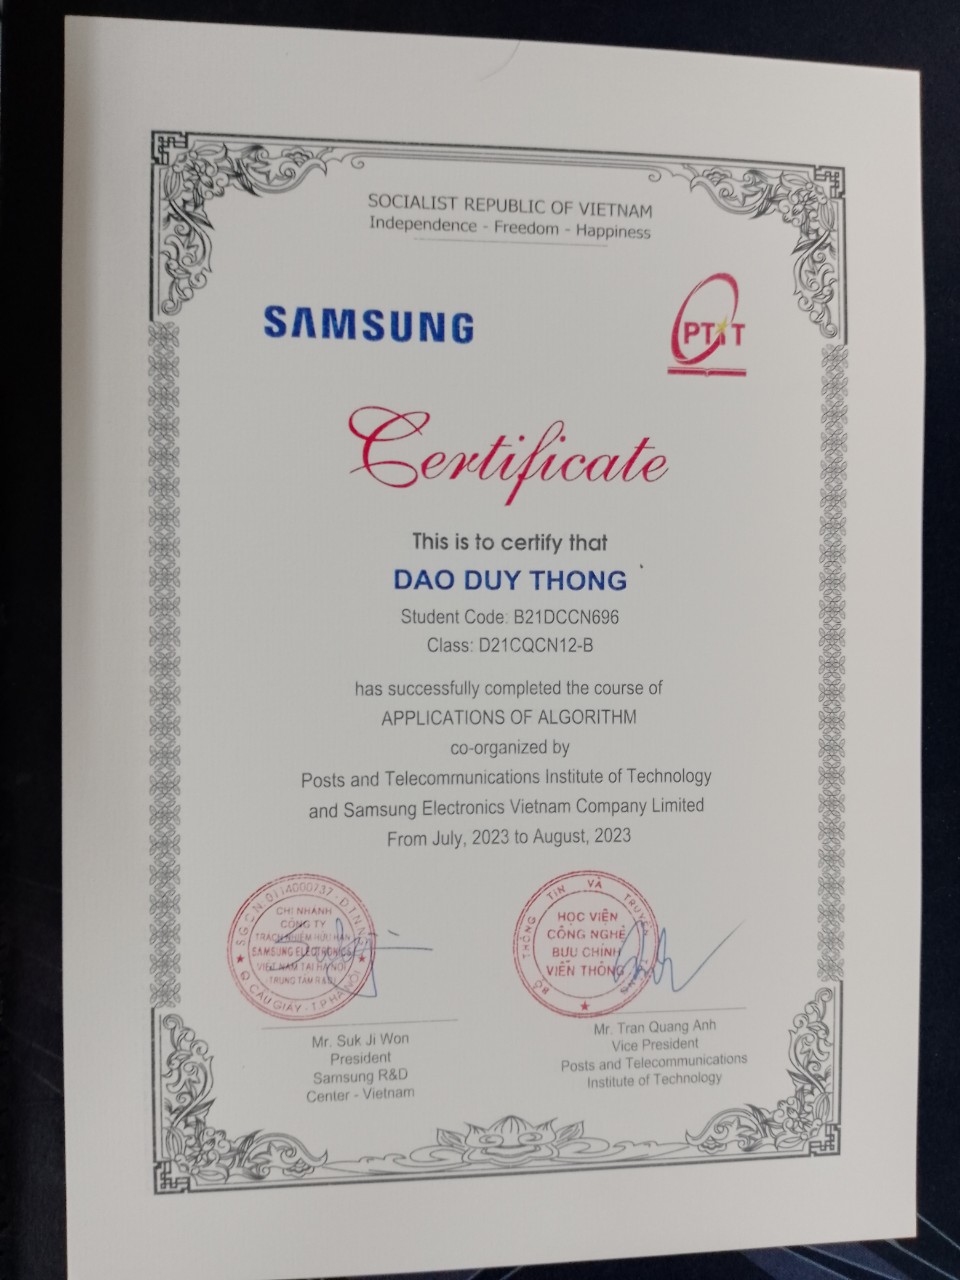 SOCIALIST REPUBLIC OF VIETNAM
Independence - Freedom - Happiness
SAMSUNG
PTiT
Certificate
This is to certify that
DAO DUY THONG
Student Code: B21DCCN696
Class: D21CQCN12-B
has successfully completed the course of
APPLICATIONS OF ALGORITHM
co-organized by
Posts and Telecommunications Institute of Technology
and Samsung Electronics Vietnam Company Limited
From July, 2023 to August, 2023
CHI NHÁNH
CÔNG TY
TRÁCH NHIỆM HỮU HẠN
SAMSUNG ELECTRONICS
VIỆT NAM TẠI HÀ NỘI
TRUNG TÂM R&D
Q CẦU GIẤY - T.P HÀ NỘI
THÔNG TIN VÀ
HỌC VIỆN
CÔNG NGHỆ
BƯU CHÍNH
VIỄN THÔNG
Mr. Suk Ji Won
President
Samsung R&D
Center - Vietnam
Mr. Tran Quang Anh
Vice President
Posts and Telecommunications
Institute of Technology